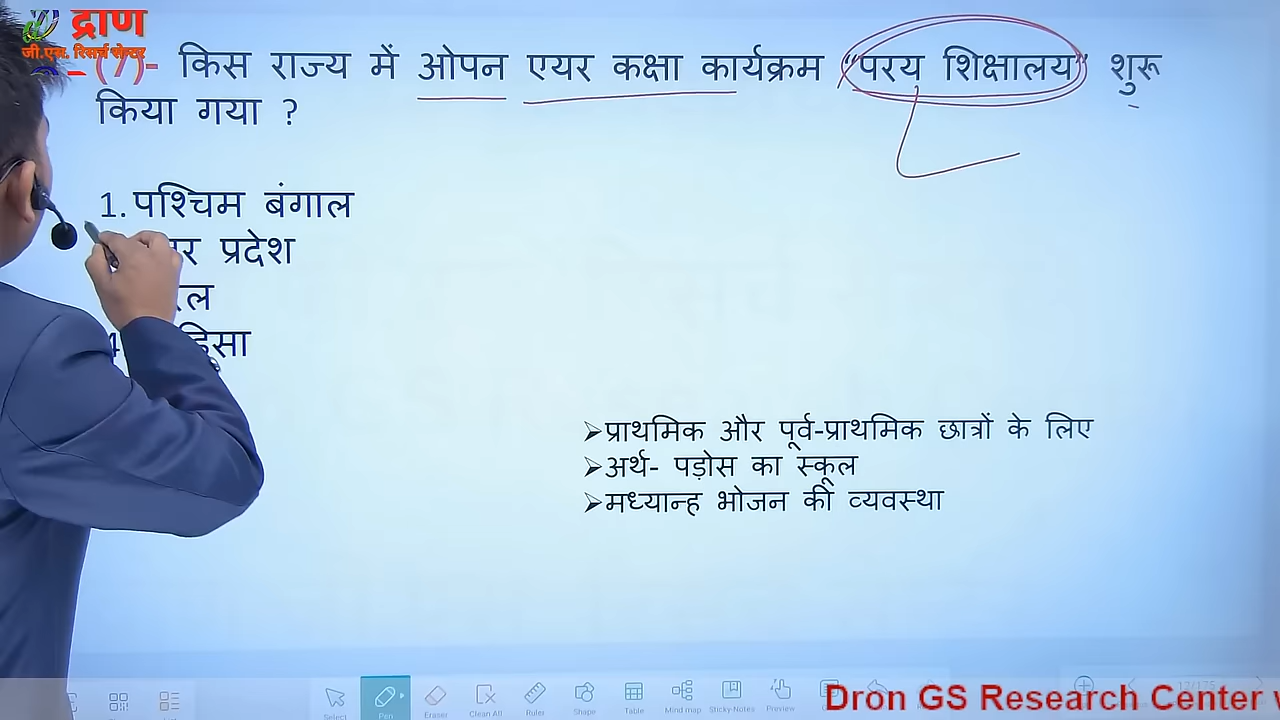 द्राण
जी.एस. रिसर्च सेन्टर
(7)- किस राज्य में ओपन एयर कक्षा कार्यक्रम “परय् शिक्षालय” शुरू
किया गया ?
1. पश्चिम बंगाल
प्रदेश
➢प्राथमिक और पूर्व-प्राथमिक छात्रों के लिए
➢अर्थ- पड़ोस का स्कूल
➢मध्यान्ह भोजन की व्यवस्था
Select
Pen
Eraser
Clean All
Ruler
Shape
Table
Mind map
Sticky-Notes
Preview
Dron GS Research Center